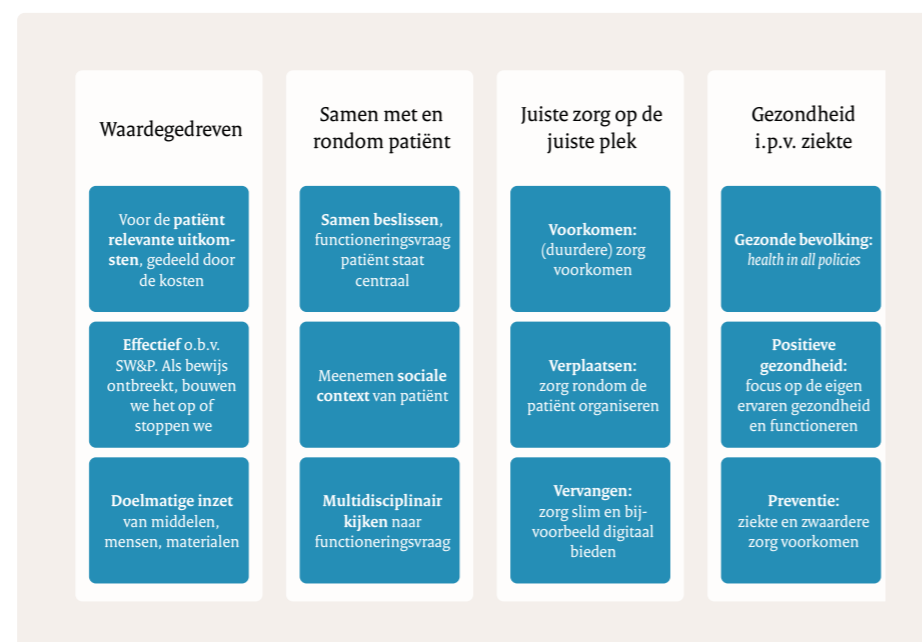 Waardegedreven
Voor de patiënt
relevante uitkom-
sten, gedeeld door
de kosten
Effectief o.b.v.
SW&P. Als bewijs
ontbreekt, bouwen
we het op of
stoppen we
Doelmatige inzet
van middelen,
mensen, materialen
Samen met en
rondom patiënt
Samen beslissen,
functioneringsvraag
patiënt staat
centraal
Meenemen sociale
context van patiënt
Multidisciplinair
kijken naar
functioneringsvraag
Juiste zorg op de
juiste plek
Voorkomen:
(duurdere) zorg
voorkomen
Verplaatsen:
zorg rondom de
patiënt organiseren
Vervangen:
zorg slim en bij-
voorbeeld digitaal
bieden
Gezondheid
i.p.v. ziekte
Gezonde bevolking:
health in all policies
Positieve
gezondheid:
focus op de eigen
ervaren gezondheid
en functioneren
Preventie:
ziekte en zwaardere
zorg voorkomen